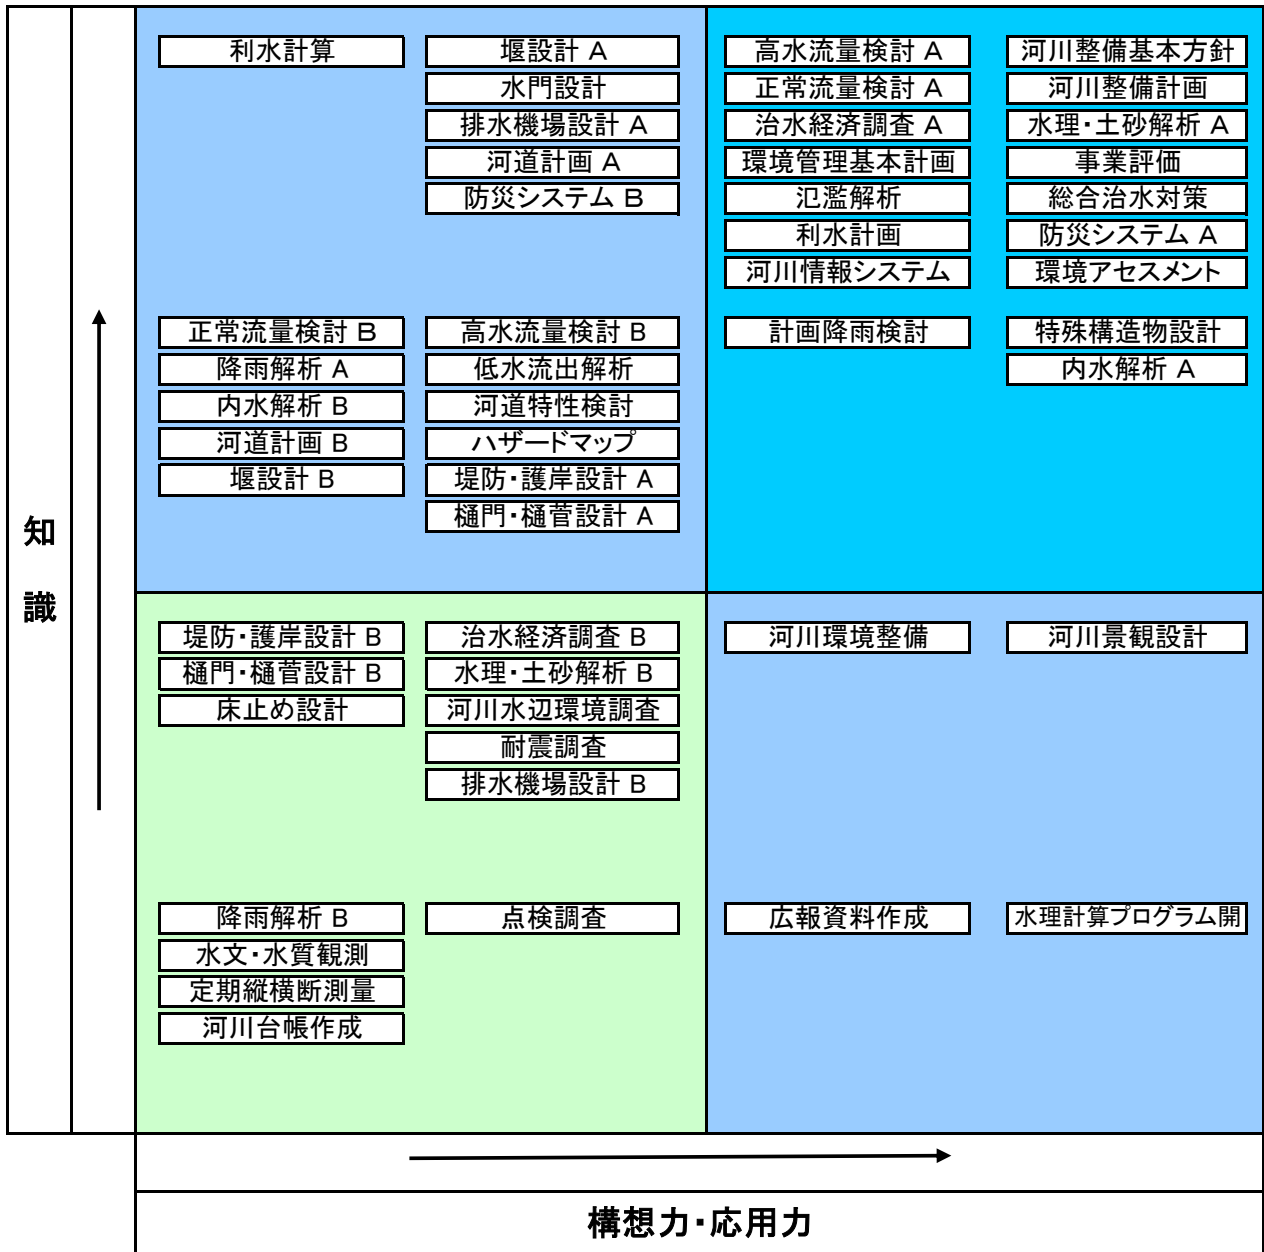 利水計算
堰設計 A
水門設計
排水機場設計 A
河道計画 A
防災システム B
高水流量検討 A
正常流量検討 A
治水経済調査 A
環境管理基本計画
氾濫解析
利水計画
河川情報システム
河川整備基本方針
河川整備計画
水理・土砂解析 A
事業評価
総合治水対策
防災システム A
環境アセスメント
正常流量検討 B
降雨解析 A
内水解析 B
河道計画 B
堰設計 B
高水流量検討 B
低水流出解析
河道特性検討
ハザードマップ
堤防・護岸設計 A
樋門・樋菅設計 A
計画降雨検討
特殊構造物設計
内水解析 A
知
識
堤防・護岸設計 B
樋門・樋菅設計 B
床止め設計
治水経済調査 B
水理・土砂解析 B
河川水辺環境調査
耐震調査
排水機場設計 B
河川環境整備
河川景観設計
降雨解析 B
水文・水質観測
定期縦横断測量
河川台帳作成
点検調査
広報資料作成
水理計算プログラム開
構想力・応用力